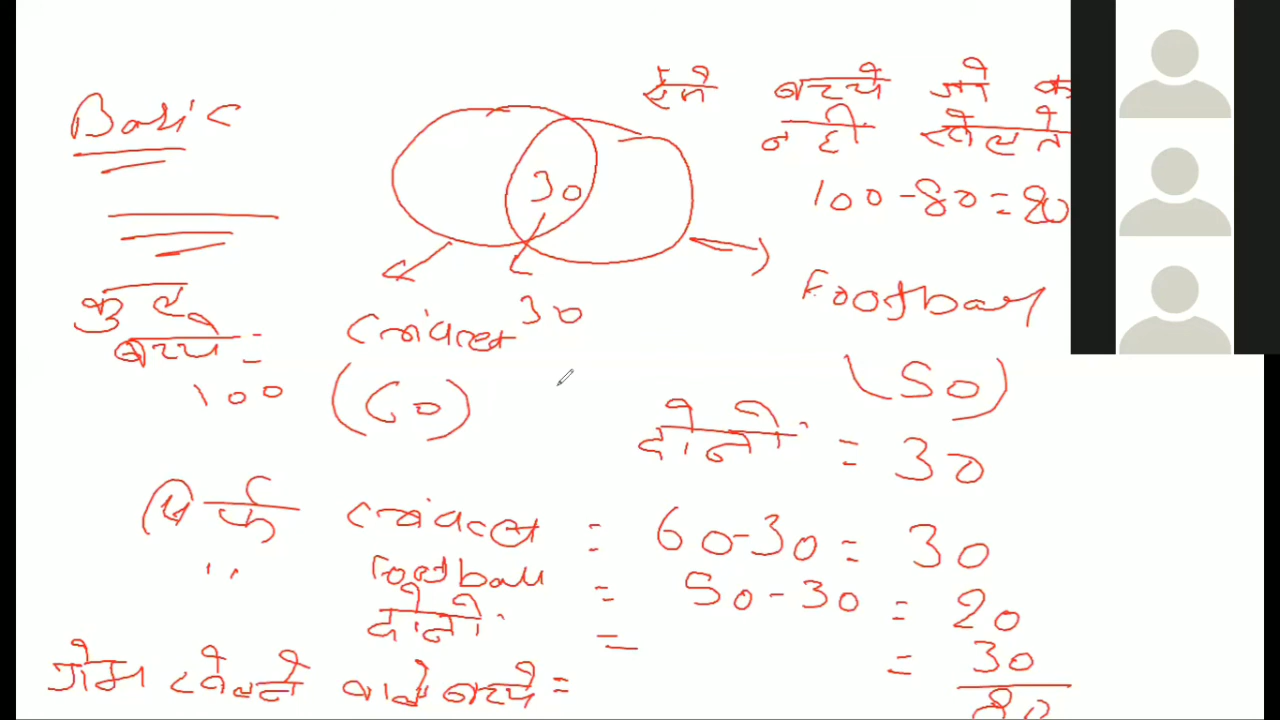 Basic
ऐसे बच्चे जो
नही खेलते
100 - 80 = 20
30
30
कुल
बच्चे =
100
Cricket
(60)
Football
(50)
दोनो = 30
सिर्फ Cricket = 60 - 30 = 30
" Football = 50 - 30 = 20
दोनो = = 30
गेम खेलने वाले बच्चे = 80